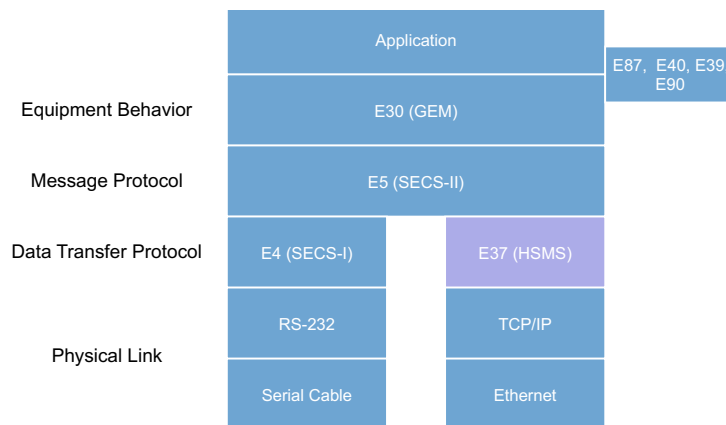 Application
E87,  E40, E39
E90
Equipment Behavior
E30 (GEM)
Message Protocol
E5 (SECS-II)
Data Transfer Protocol
E4 (SECS-I)
E37 (HSMS)
RS-232
TCP/IP
Physical Link
Serial Cable
Ethernet